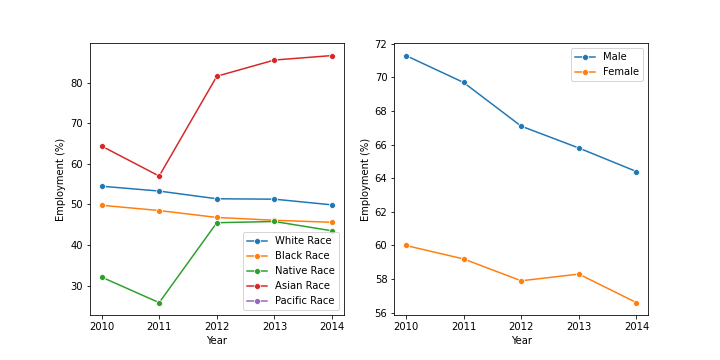 80
70
60
50
40
30
Employment (%)
2010 2011 2012 2013 2014
Year
White Race
Black Race
Native Race
Asian Race
Pacific Race
72
70
68
66
64
62
60
58
56
Employment (%)
2010 2011 2012 2013 2014
Year
Male
Female